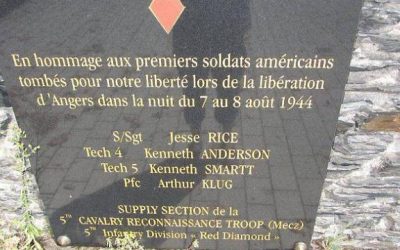 En hommage aux premiers soldats américains
tombés pour notre liberté lors de la libération
d'Angers dans la nuit du 7 au 8 août 1944
S/Sgt Jesse RICE
Tech 4 Kenneth ANDERSON
Tech 5 Kenneth SMARTT
Pfc Arthur KLUG
SUPPLY SECTION de la
5TH CAVALRY RECONNAISSANCE TROOP (Mecz)
5TH Infantry Division « Red Diamond »